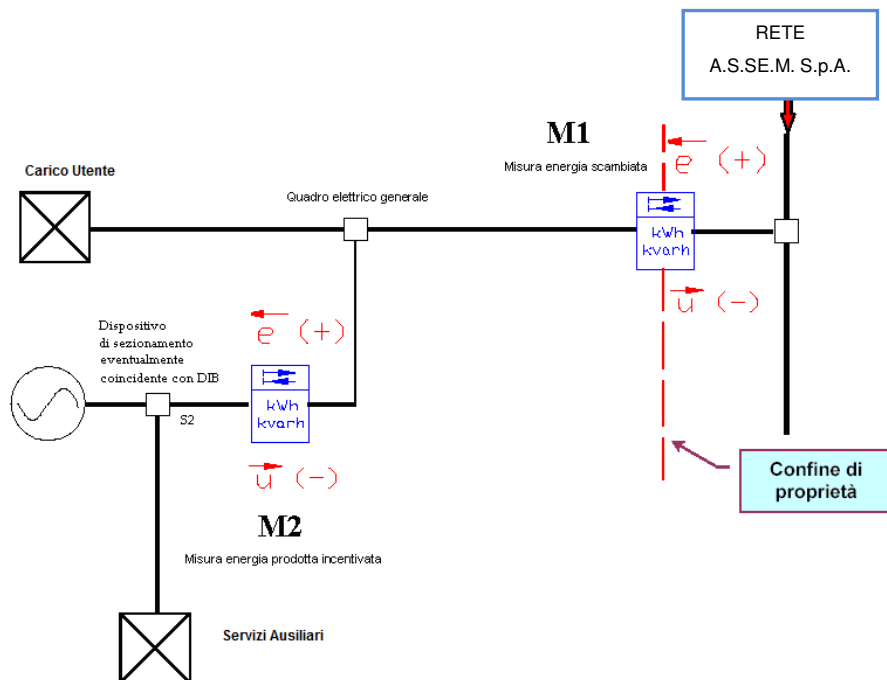 RETE
A.S.SE.M. S.p.A.
M1
Misura energia scambiata
e (+)
Carico Utente
Quadro elettrico generale
kWh
kvarh
u (-)
e (+)
Dispositivo
di sezionamento
eventualmente
coincidente con DIB
S2
kWh
kvarh
u (-)
Confine di
proprietà
M2
Misura energia prodotta incentivata
Servizi Ausiliari